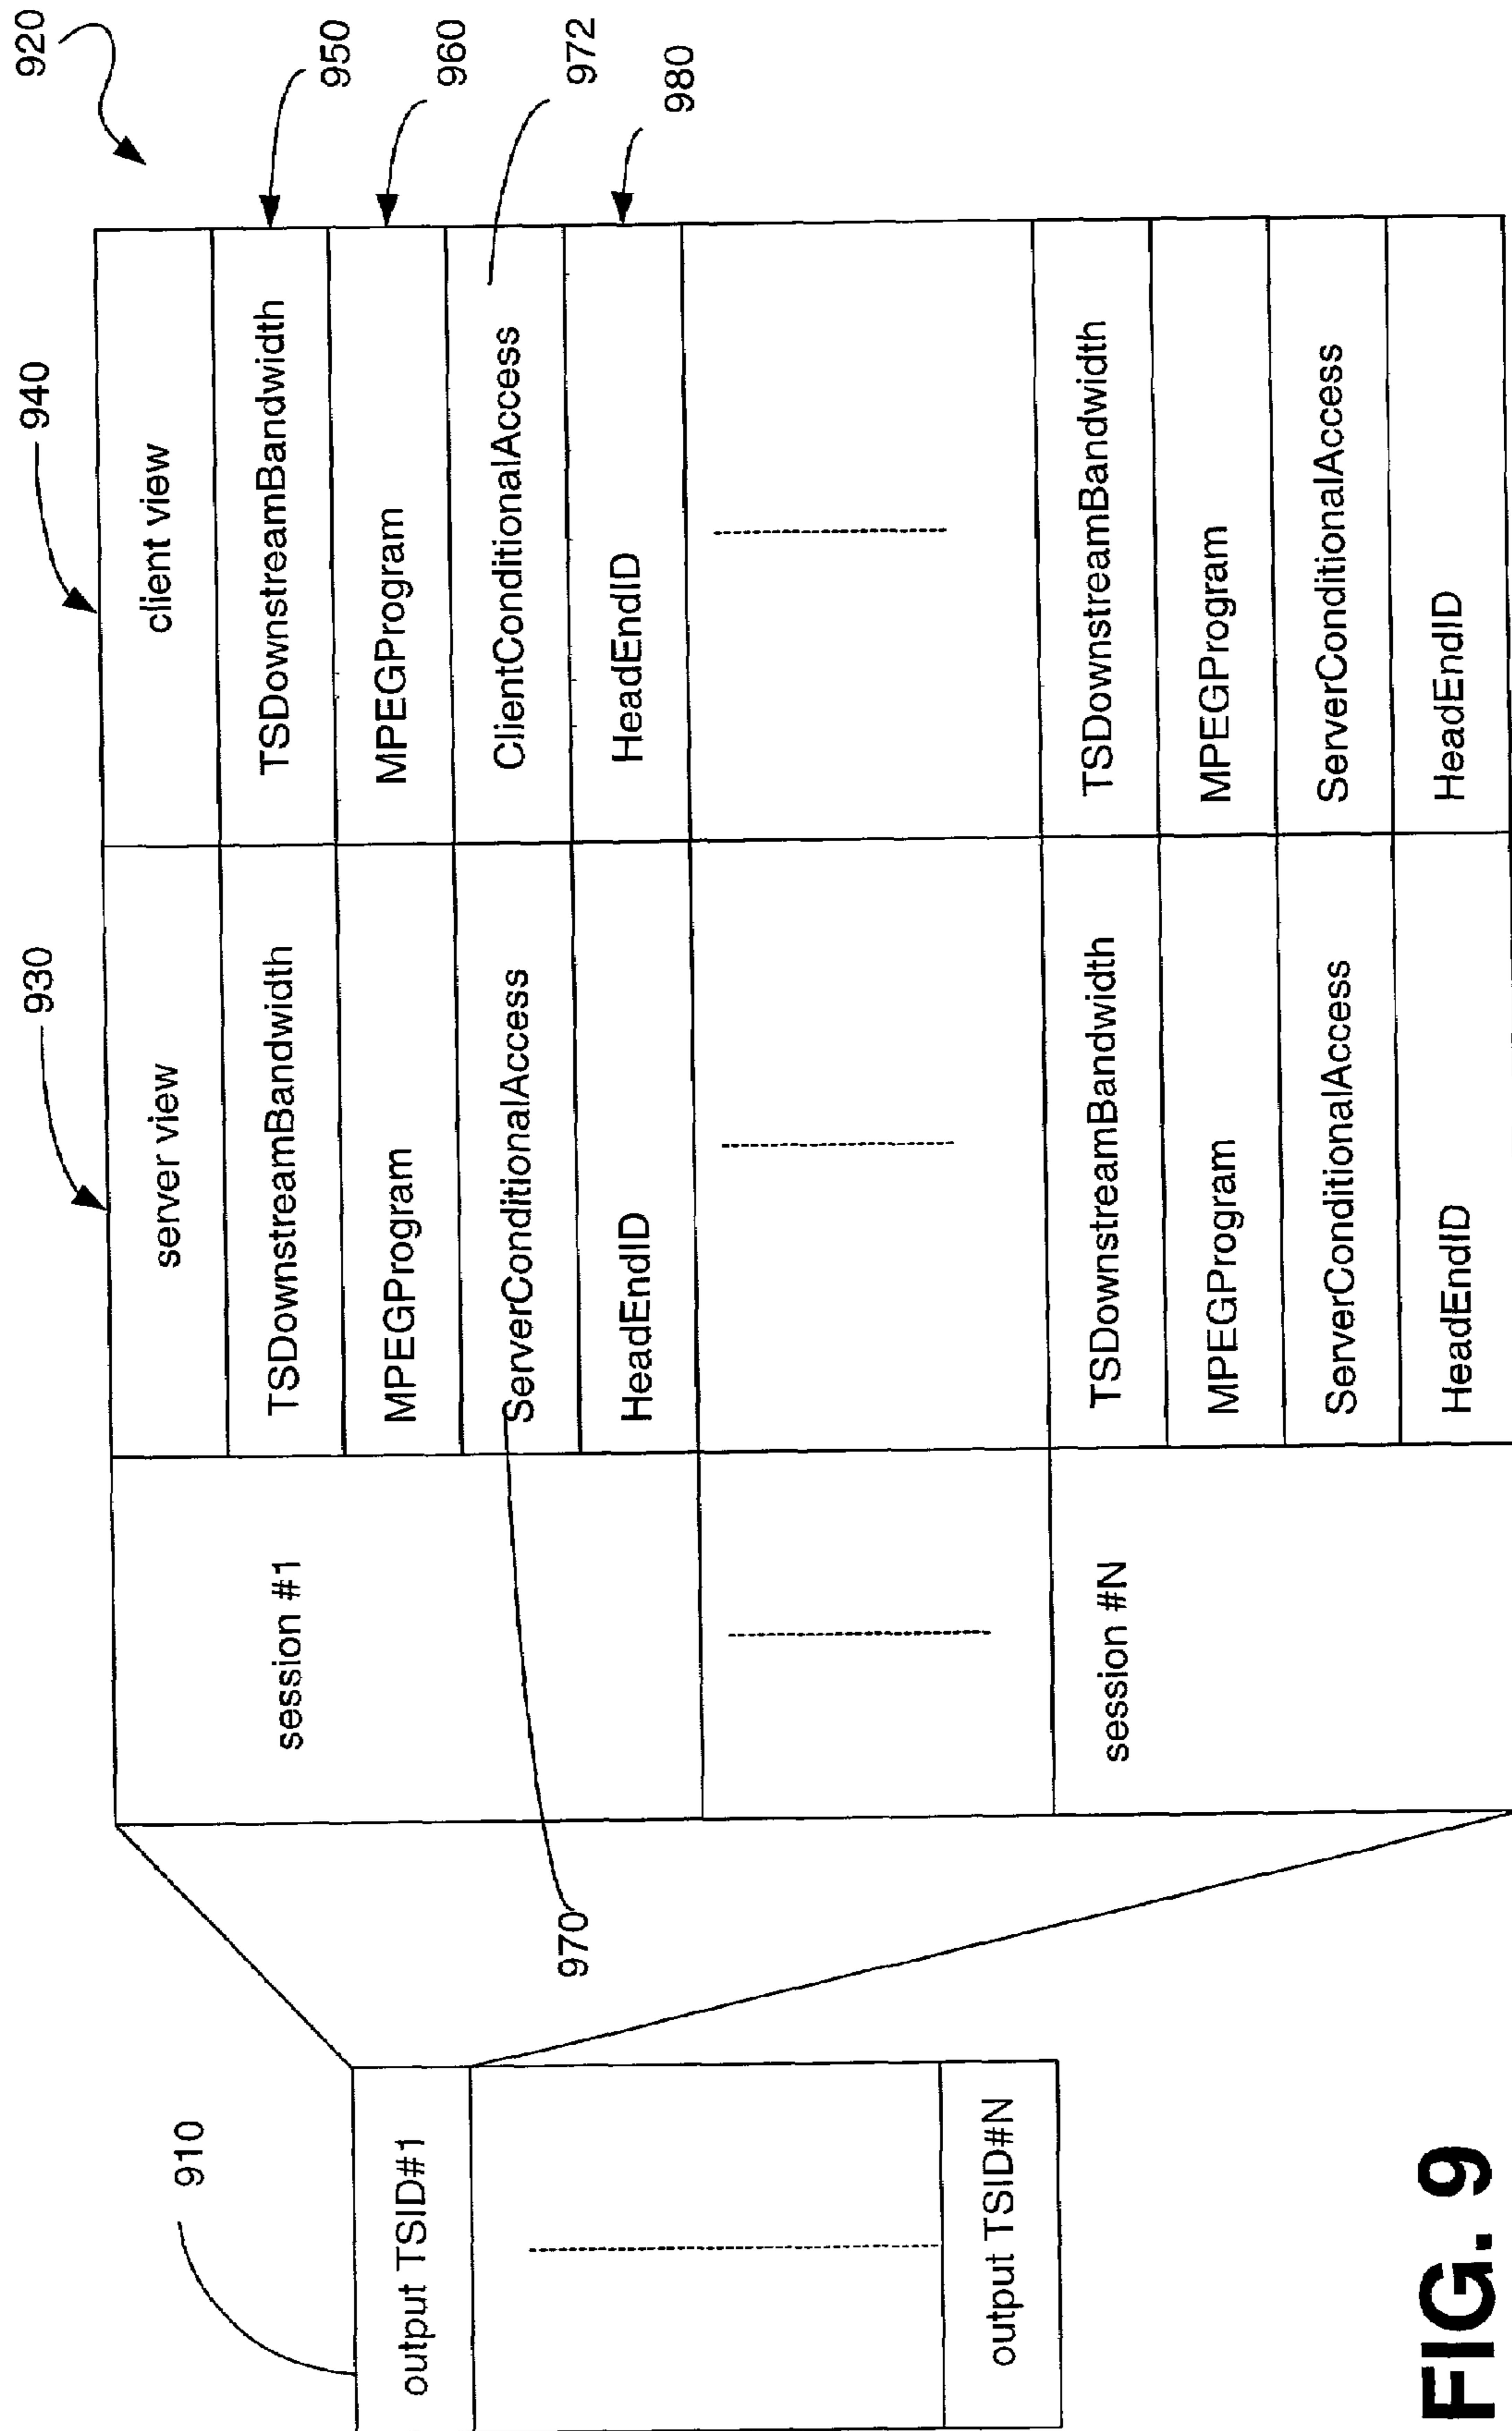 920
940
930
950
960
972
980
910
970
server view
client view
session #1
TSDownstreamBandwidth
TSDownstreamBandwidth
MPEGProgram
MPEGProgram
ServerConditionalAccess
ClientConditionalAccess
HeadEndID
HeadEndID
session #N
TSDownstreamBandwidth
TSDownstreamBandwidth
MPEGProgram
MPEGProgram
ServerConditionalAccess
ServerConditionalAccess
HeadEndID
HeadEndID
output TSID#1
output TSID#N
FIG. 9